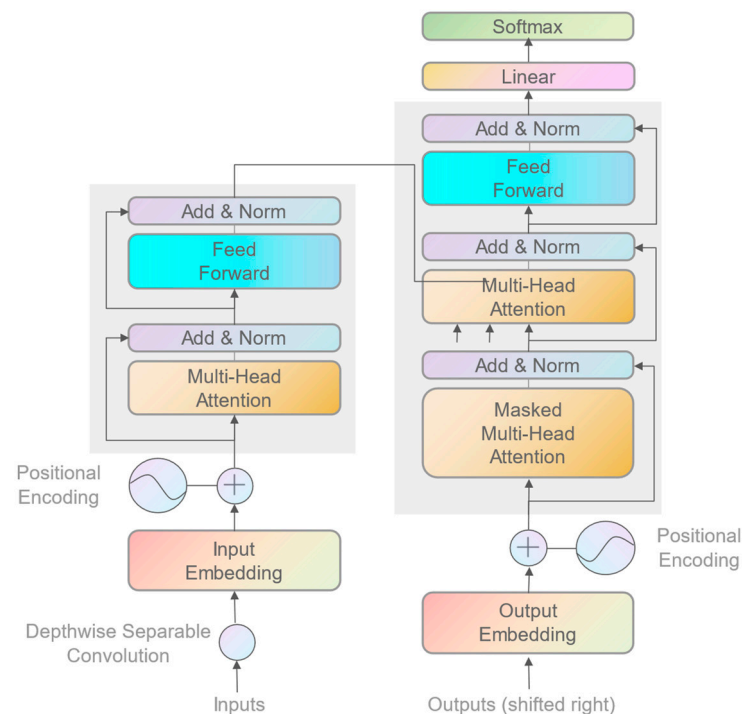 Softmax
Linear
Add & Norm
Feed
Forward
Add & Norm
Multi-Head
Attention
Add & Norm
Masked
Multi-Head
Attention
Positional
Encoding
Output
Embedding
Outputs (shifted right)
Add & Norm
Feed
Forward
Add & Norm
Multi-Head
Attention
Positional
Encoding
Input
Embedding
Depthwise Separable
Convolution
Inputs